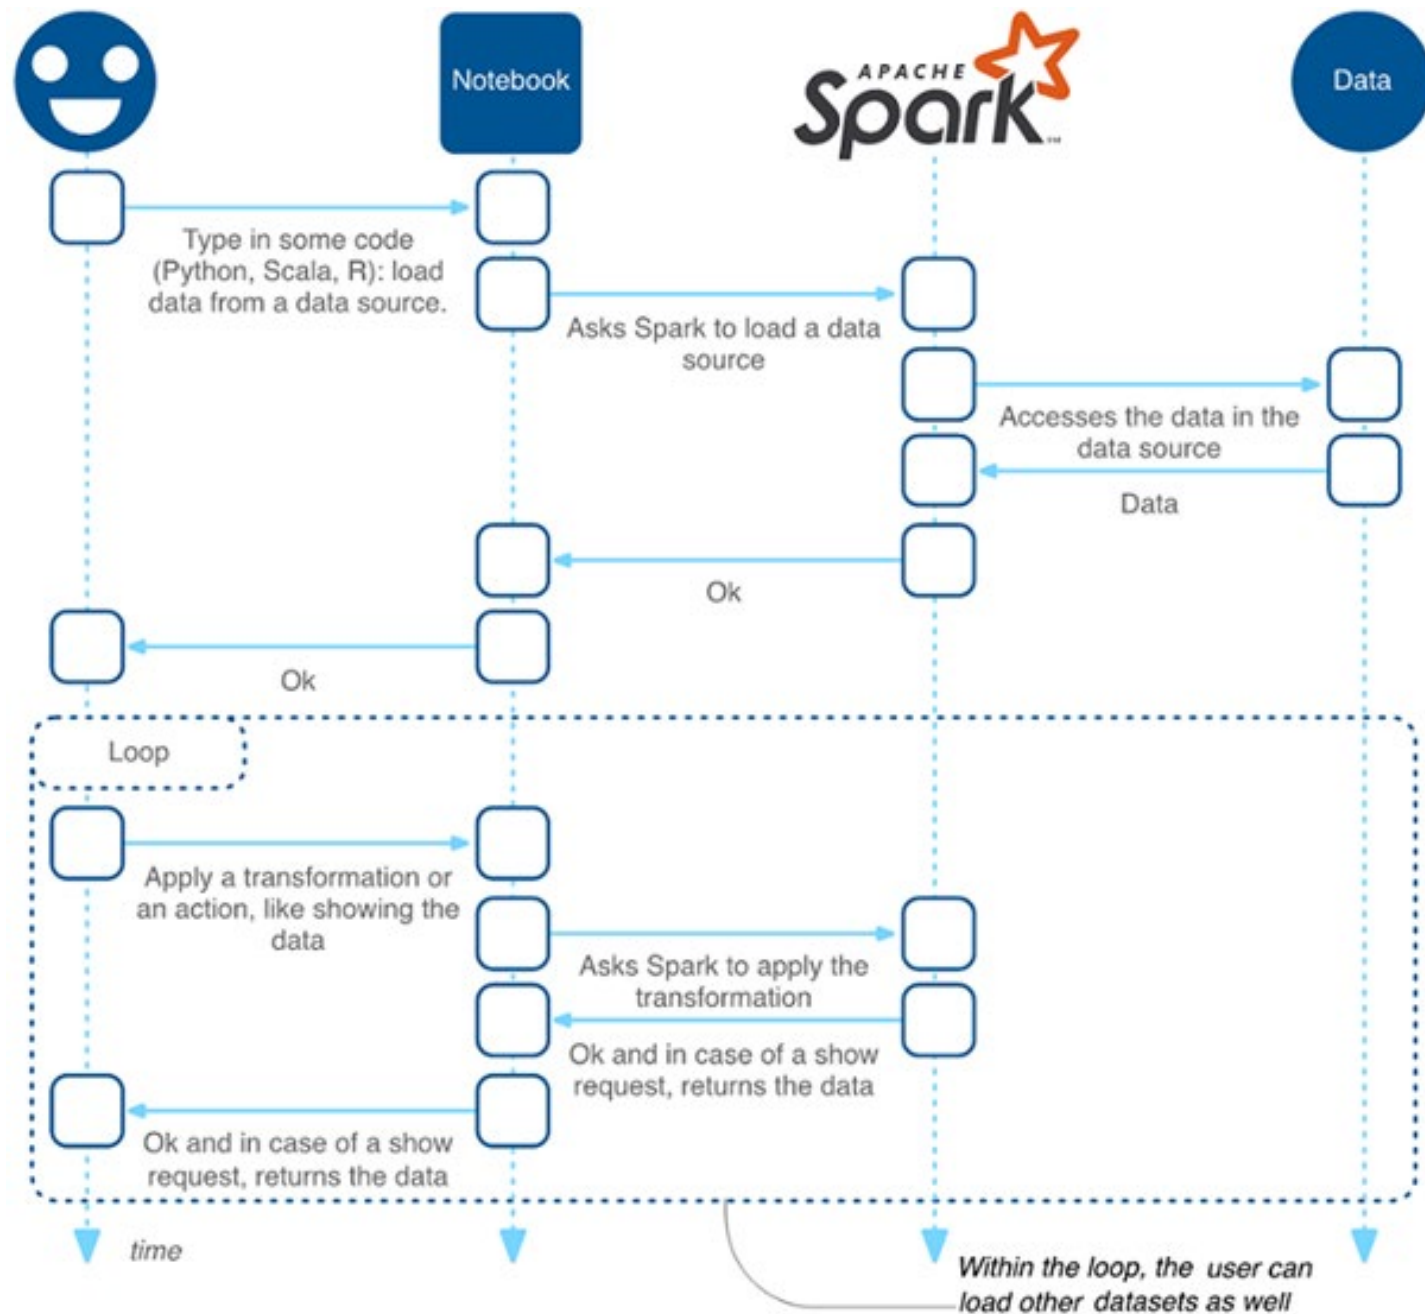 Notebook
APACHE
Spark
TM
Data
Type in some code
(Python, Scala, R): load
data from a data source.
Asks Spark to load a data
source
Accesses the data in the
data source
Data
Ok
Ok
Loop
Apply a transformation or
an action, like showing the
data
Asks Spark to apply the
transformation
Ok and in case of a show
request, returns the data
Ok and in case of a show
request, returns the data
time
Within the loop, the user can
load other datasets as well